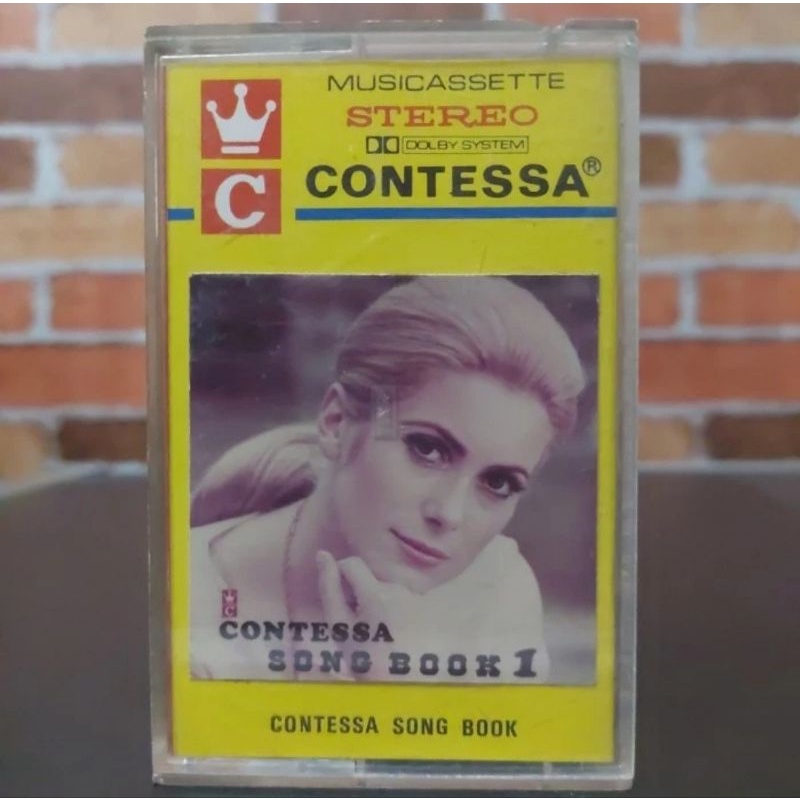 MUSICASSETTE
STEREO
DOLBY SYSTEM
C CONTESSA®
C
CONTESSA
SONG BOOK 1
CONTESSA SONG BOOK